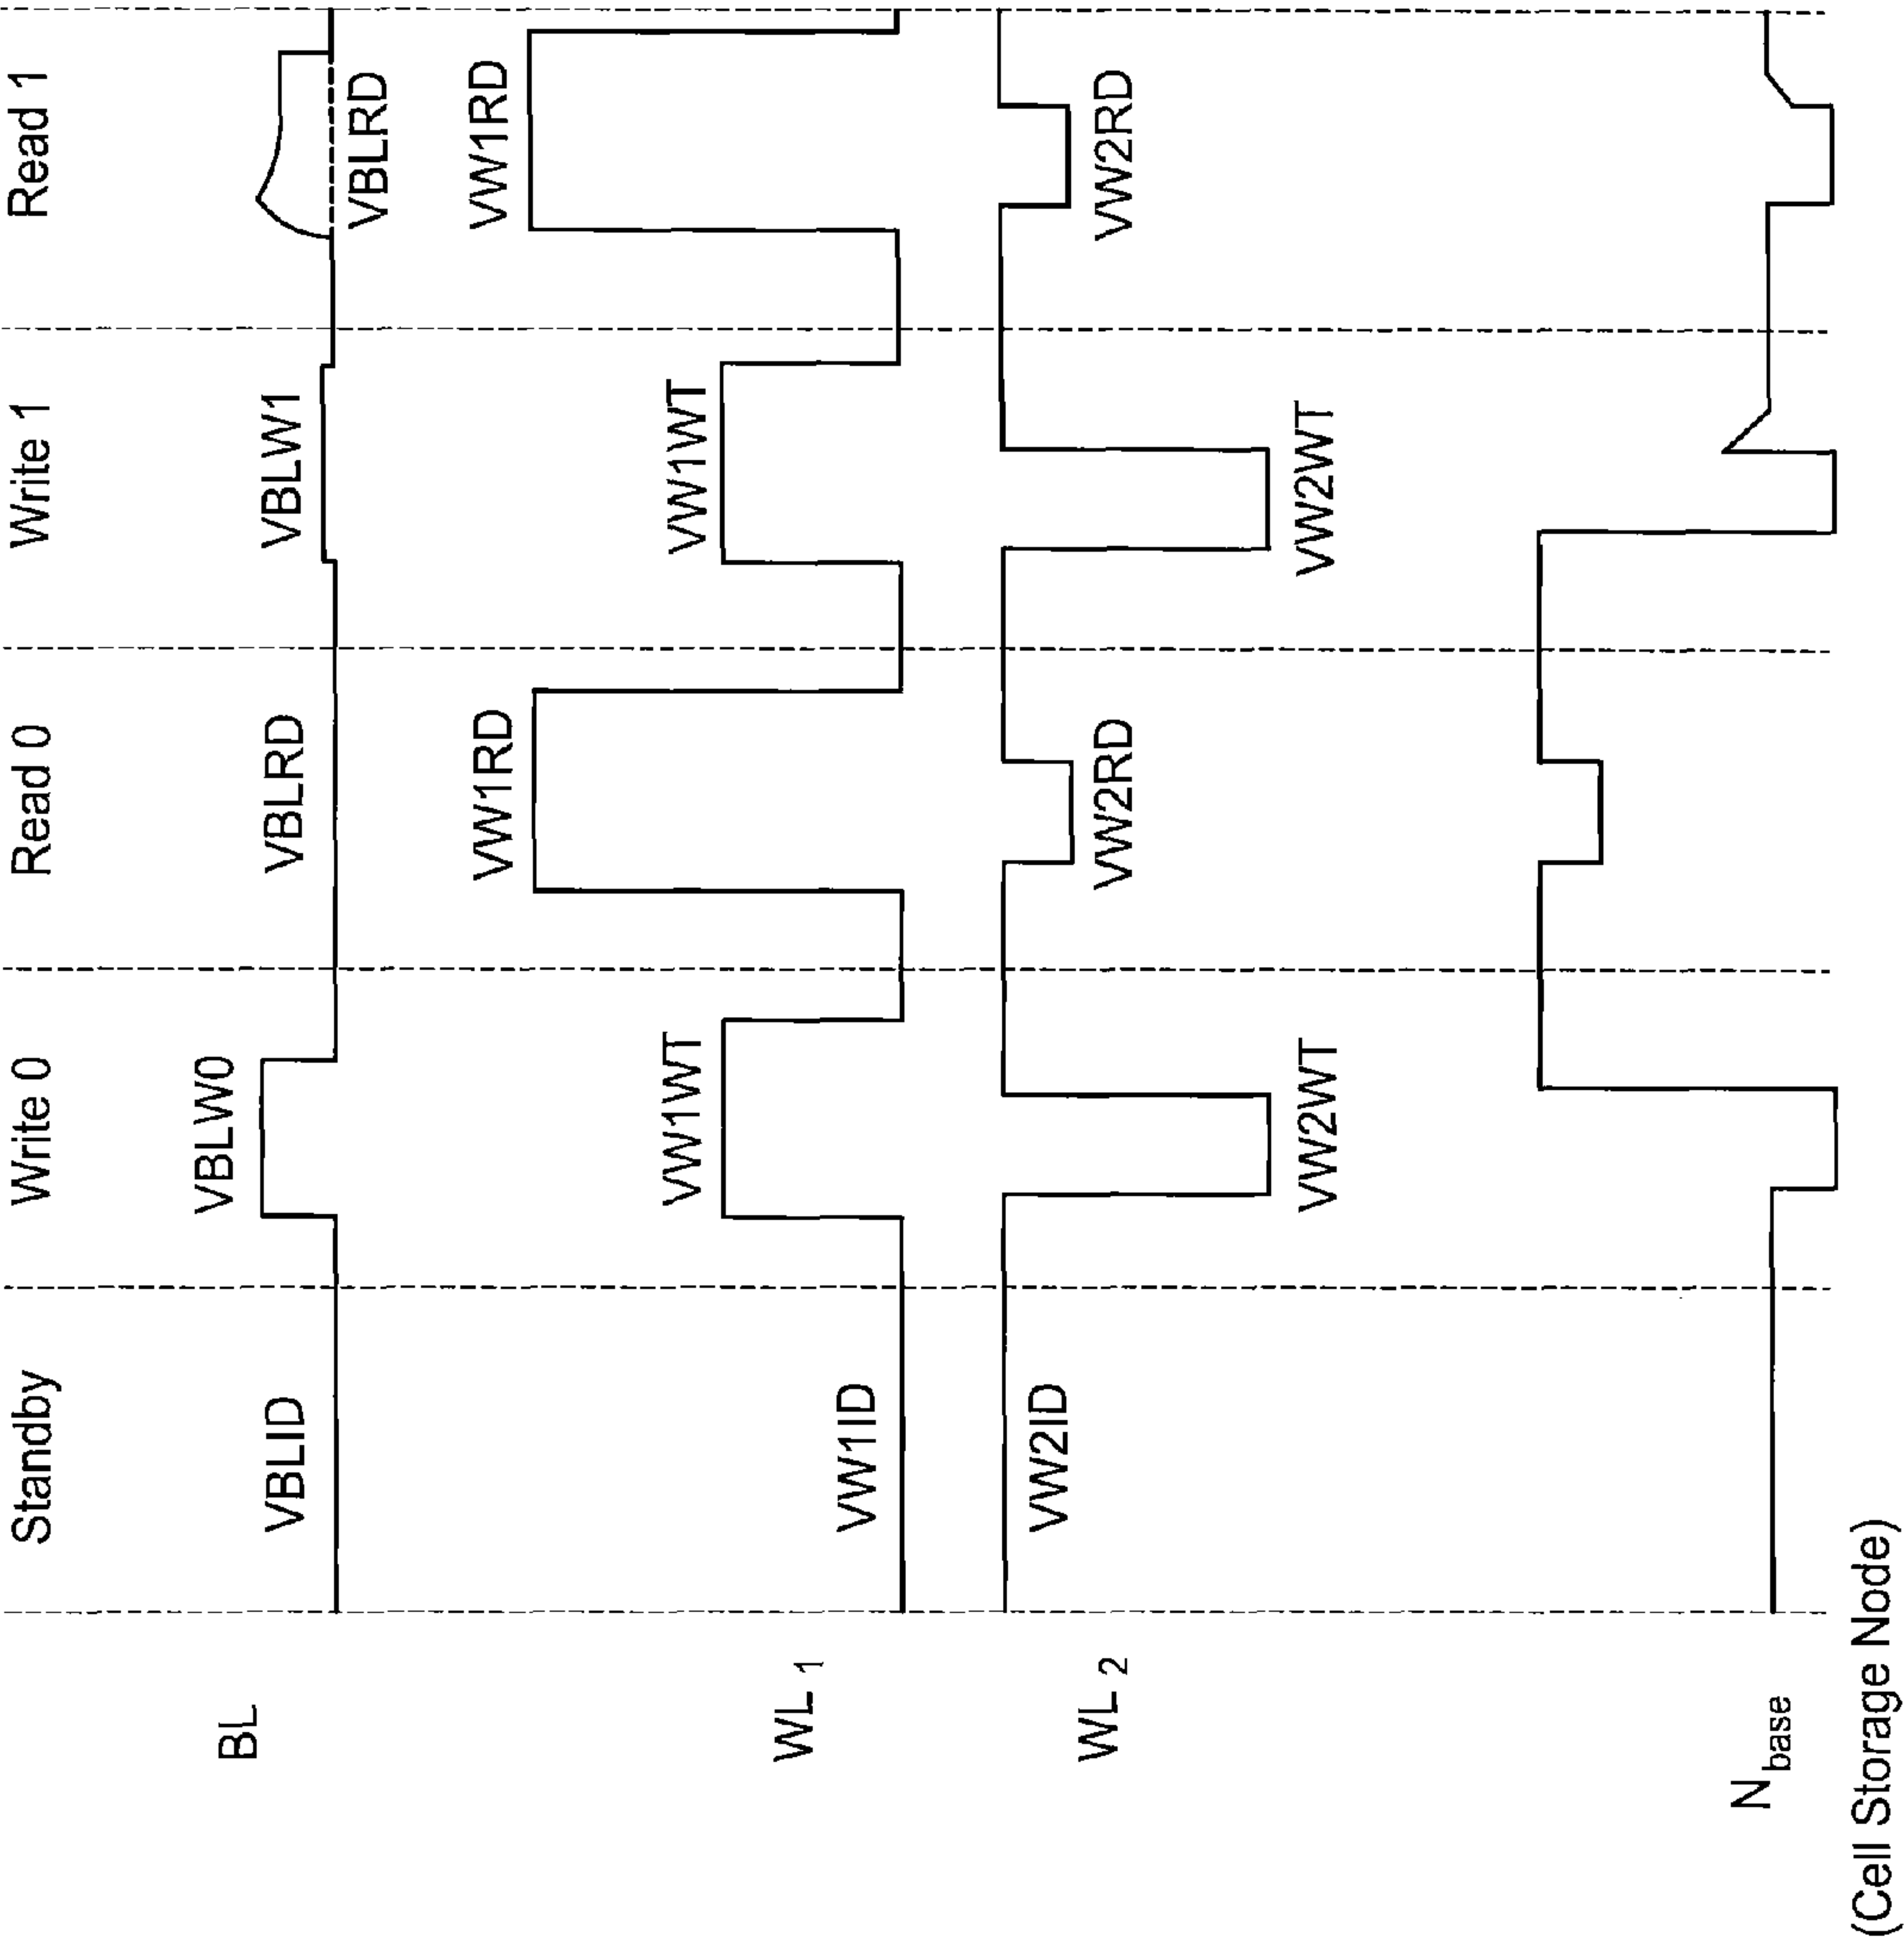 Standby
Write 0
Read 0
Write 1
Read 1
BL
VBLID
VBLW0
VBLRD
VBLW1
VBLRD
WL 1
VW1ID
VW1WT
VW1RD
VW1WT
VW1RD
WL 2
VW2ID
VW2WT
VW2RD
VW2WT
VW2RD
N base
(Cell Storage Node)